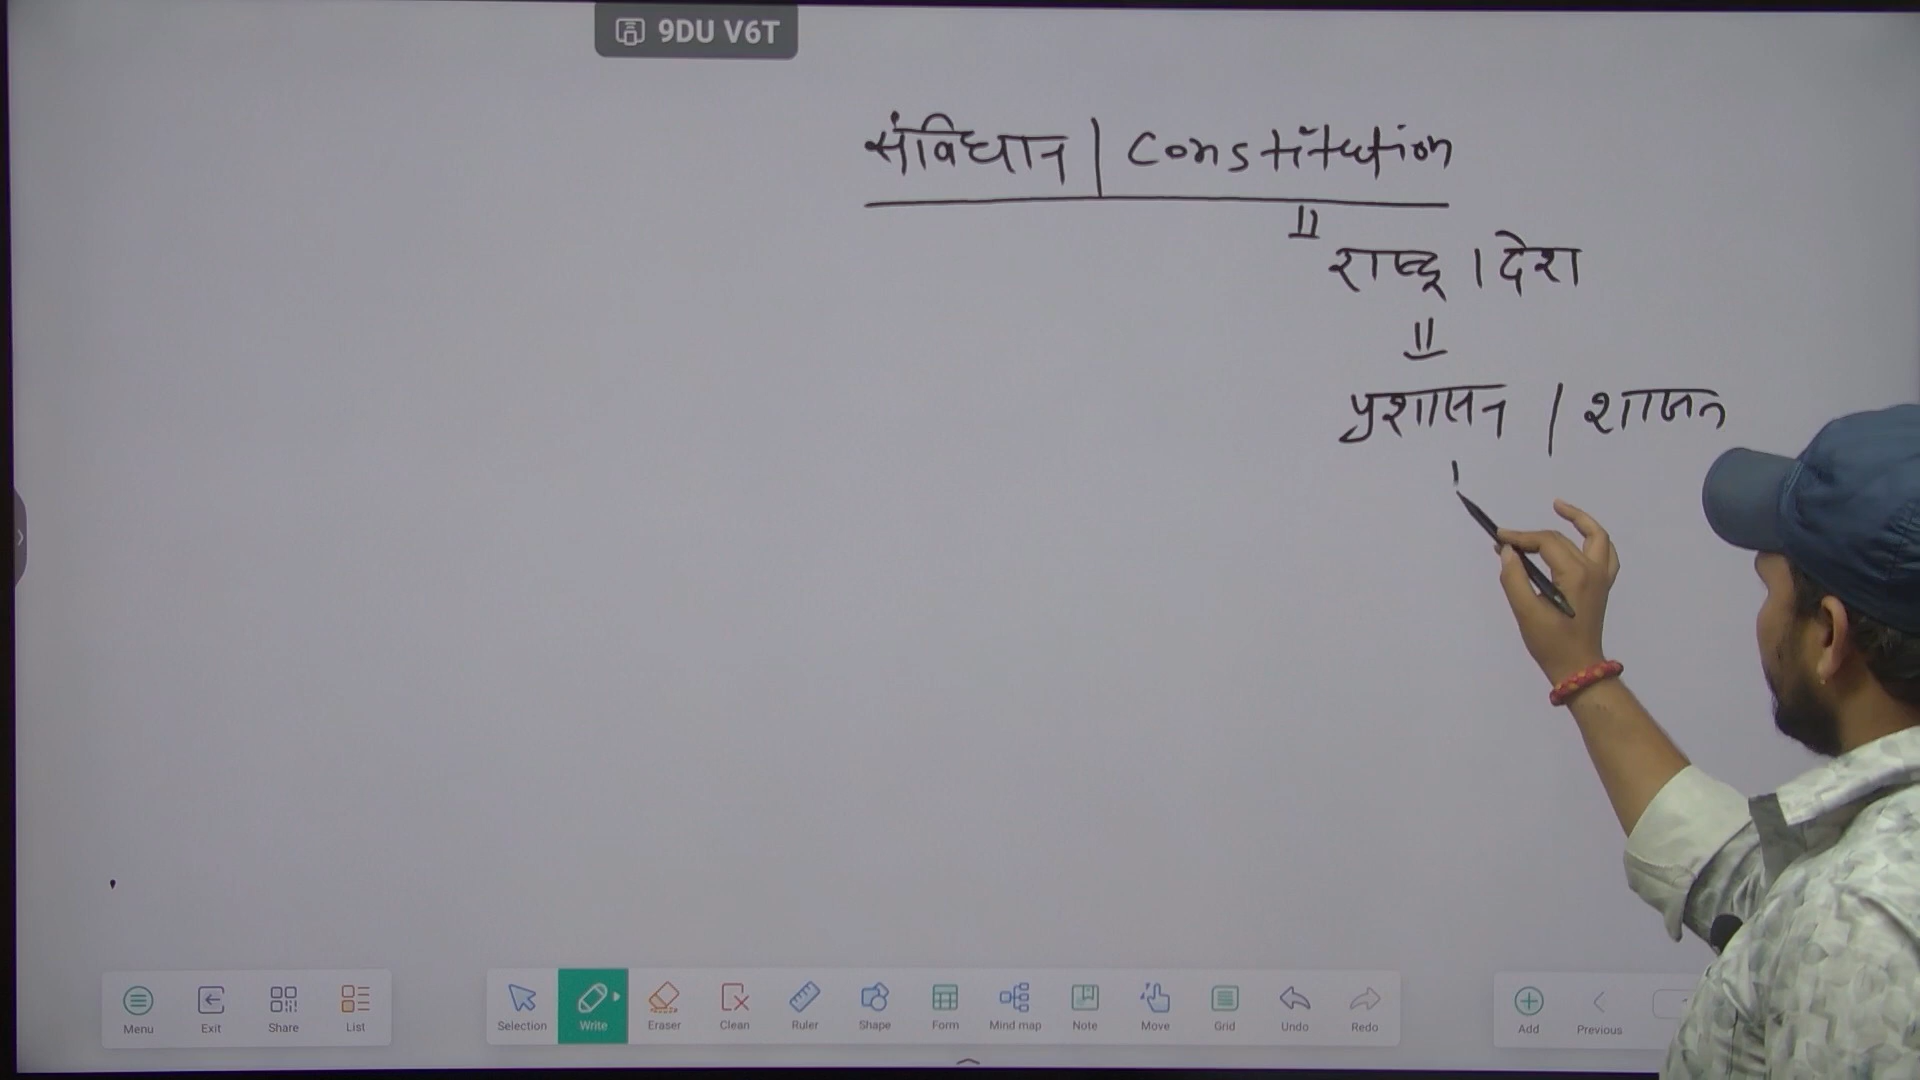 9DU V6T
संविधान | Constitution
॥
राष्ट्र । देश
॥
प्रशासन / शासन
Menu Exit Share List Selection Write Eraser Clean Ruler Shape Form Mind map Note Move Grid Undo Redo Add Previous